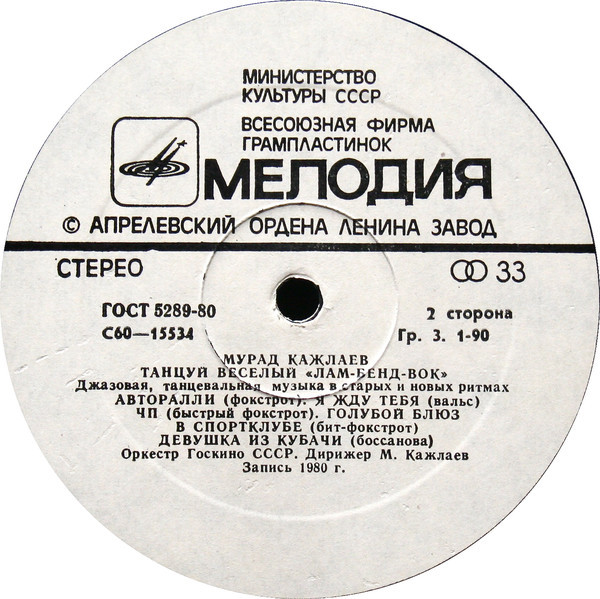 МИНИСТЕРСТВО
КУЛЬТУРЫ СССР
ВСЕСОЮЗНАЯ ФИРМА
ГРАМПЛАСТИНОК
МЕЛОДИЯ
© АПРЕЛЕВСКИЙ ОРДЕНА ЛЕНИНА ЗАВОД
СТЕРЕО 33
ГОСТ 5289-80 2 сторона
С60—15534 Гр. 3. 1-90
МУРАД КАЖЛАЕВ
ТАНЦУЙ ВЕСЕЛЫЙ «ЛАМ-БЕНД-ВОК»
Джазовая, танцевальная музыка в старых и новых ритмах
АВТОРАЛЛИ (фокстрот). Я ЖДУ ТЕБЯ (вальс)
ЧП (быстрый фокстрот). ГОЛУБОЙ БЛЮЗ
В СПОРТКЛУБЕ (бит-фокстрот)
ДЕВУШКА ИЗ КУБАЧИ (боссанова)
Оркестр Госкино СССР. Дирижер М. Кажлаев
Запись 1980 г.